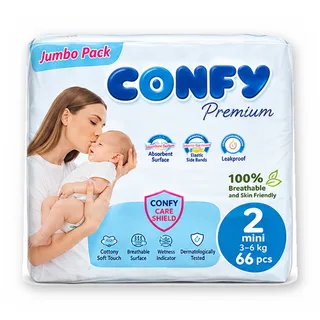 Jumbo Pack
CONFY
Premium
Absorbent
Surface
Elastic
Side Bands
Leakproof
100%
Breathable
and Skin Friendly
CONFY
CARE
SHIELD
2
mini
3-6 kg
66 pcs
Cottony
Soft Touch
Breathable
Surface
Wetness
Indicator
Dermatologically
Tested